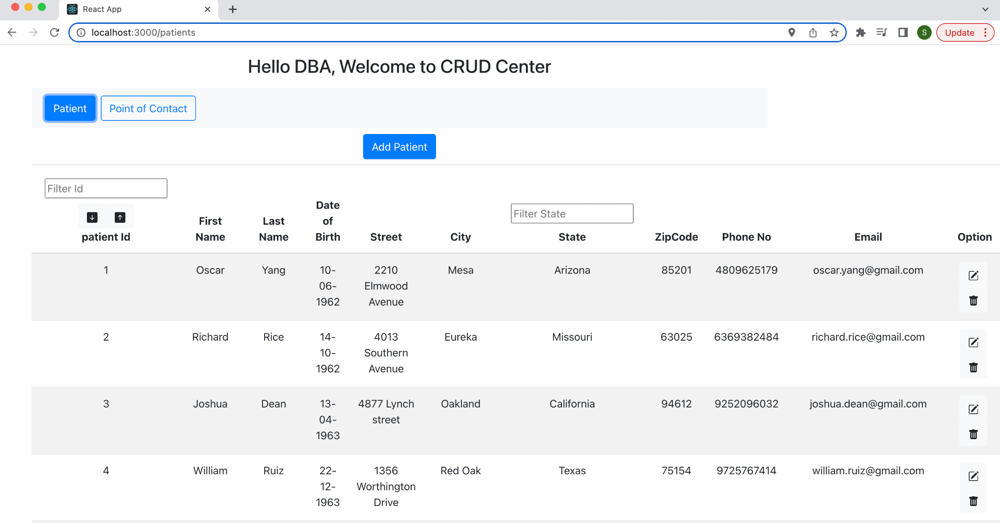 React App
localhost:3000/patients
S
Update
Hello DBA, Welcome to CRUD Center
Patient
Point of Contact
Add Patient
Filter Id
Filter State
patient Id
First
Name
Last
Name
Date
of
Birth
Street
City
State
ZipCode
Phone No
Email
Option
1
Oscar
Yang
10-
06-
1962
2210
Elmwood
Avenue
Mesa
Arizona
85201
4809625179
oscar.yang@gmail.com
2
Richard
Rice
14-
10-
1962
4013
Southern
Avenue
Eureka
Missouri
63025
6369382484
richard.rice@gmail.com
3
Joshua
Dean
13-
04-
1963
4877 Lynch
street
Oakland
California
94612
9252096032
joshua.dean@gmail.com
4
William
Ruiz
22-
12-
1963
1356
Worthington
Drive
Red Oak
Texas
75154
9725767414
william.ruiz@gmail.com